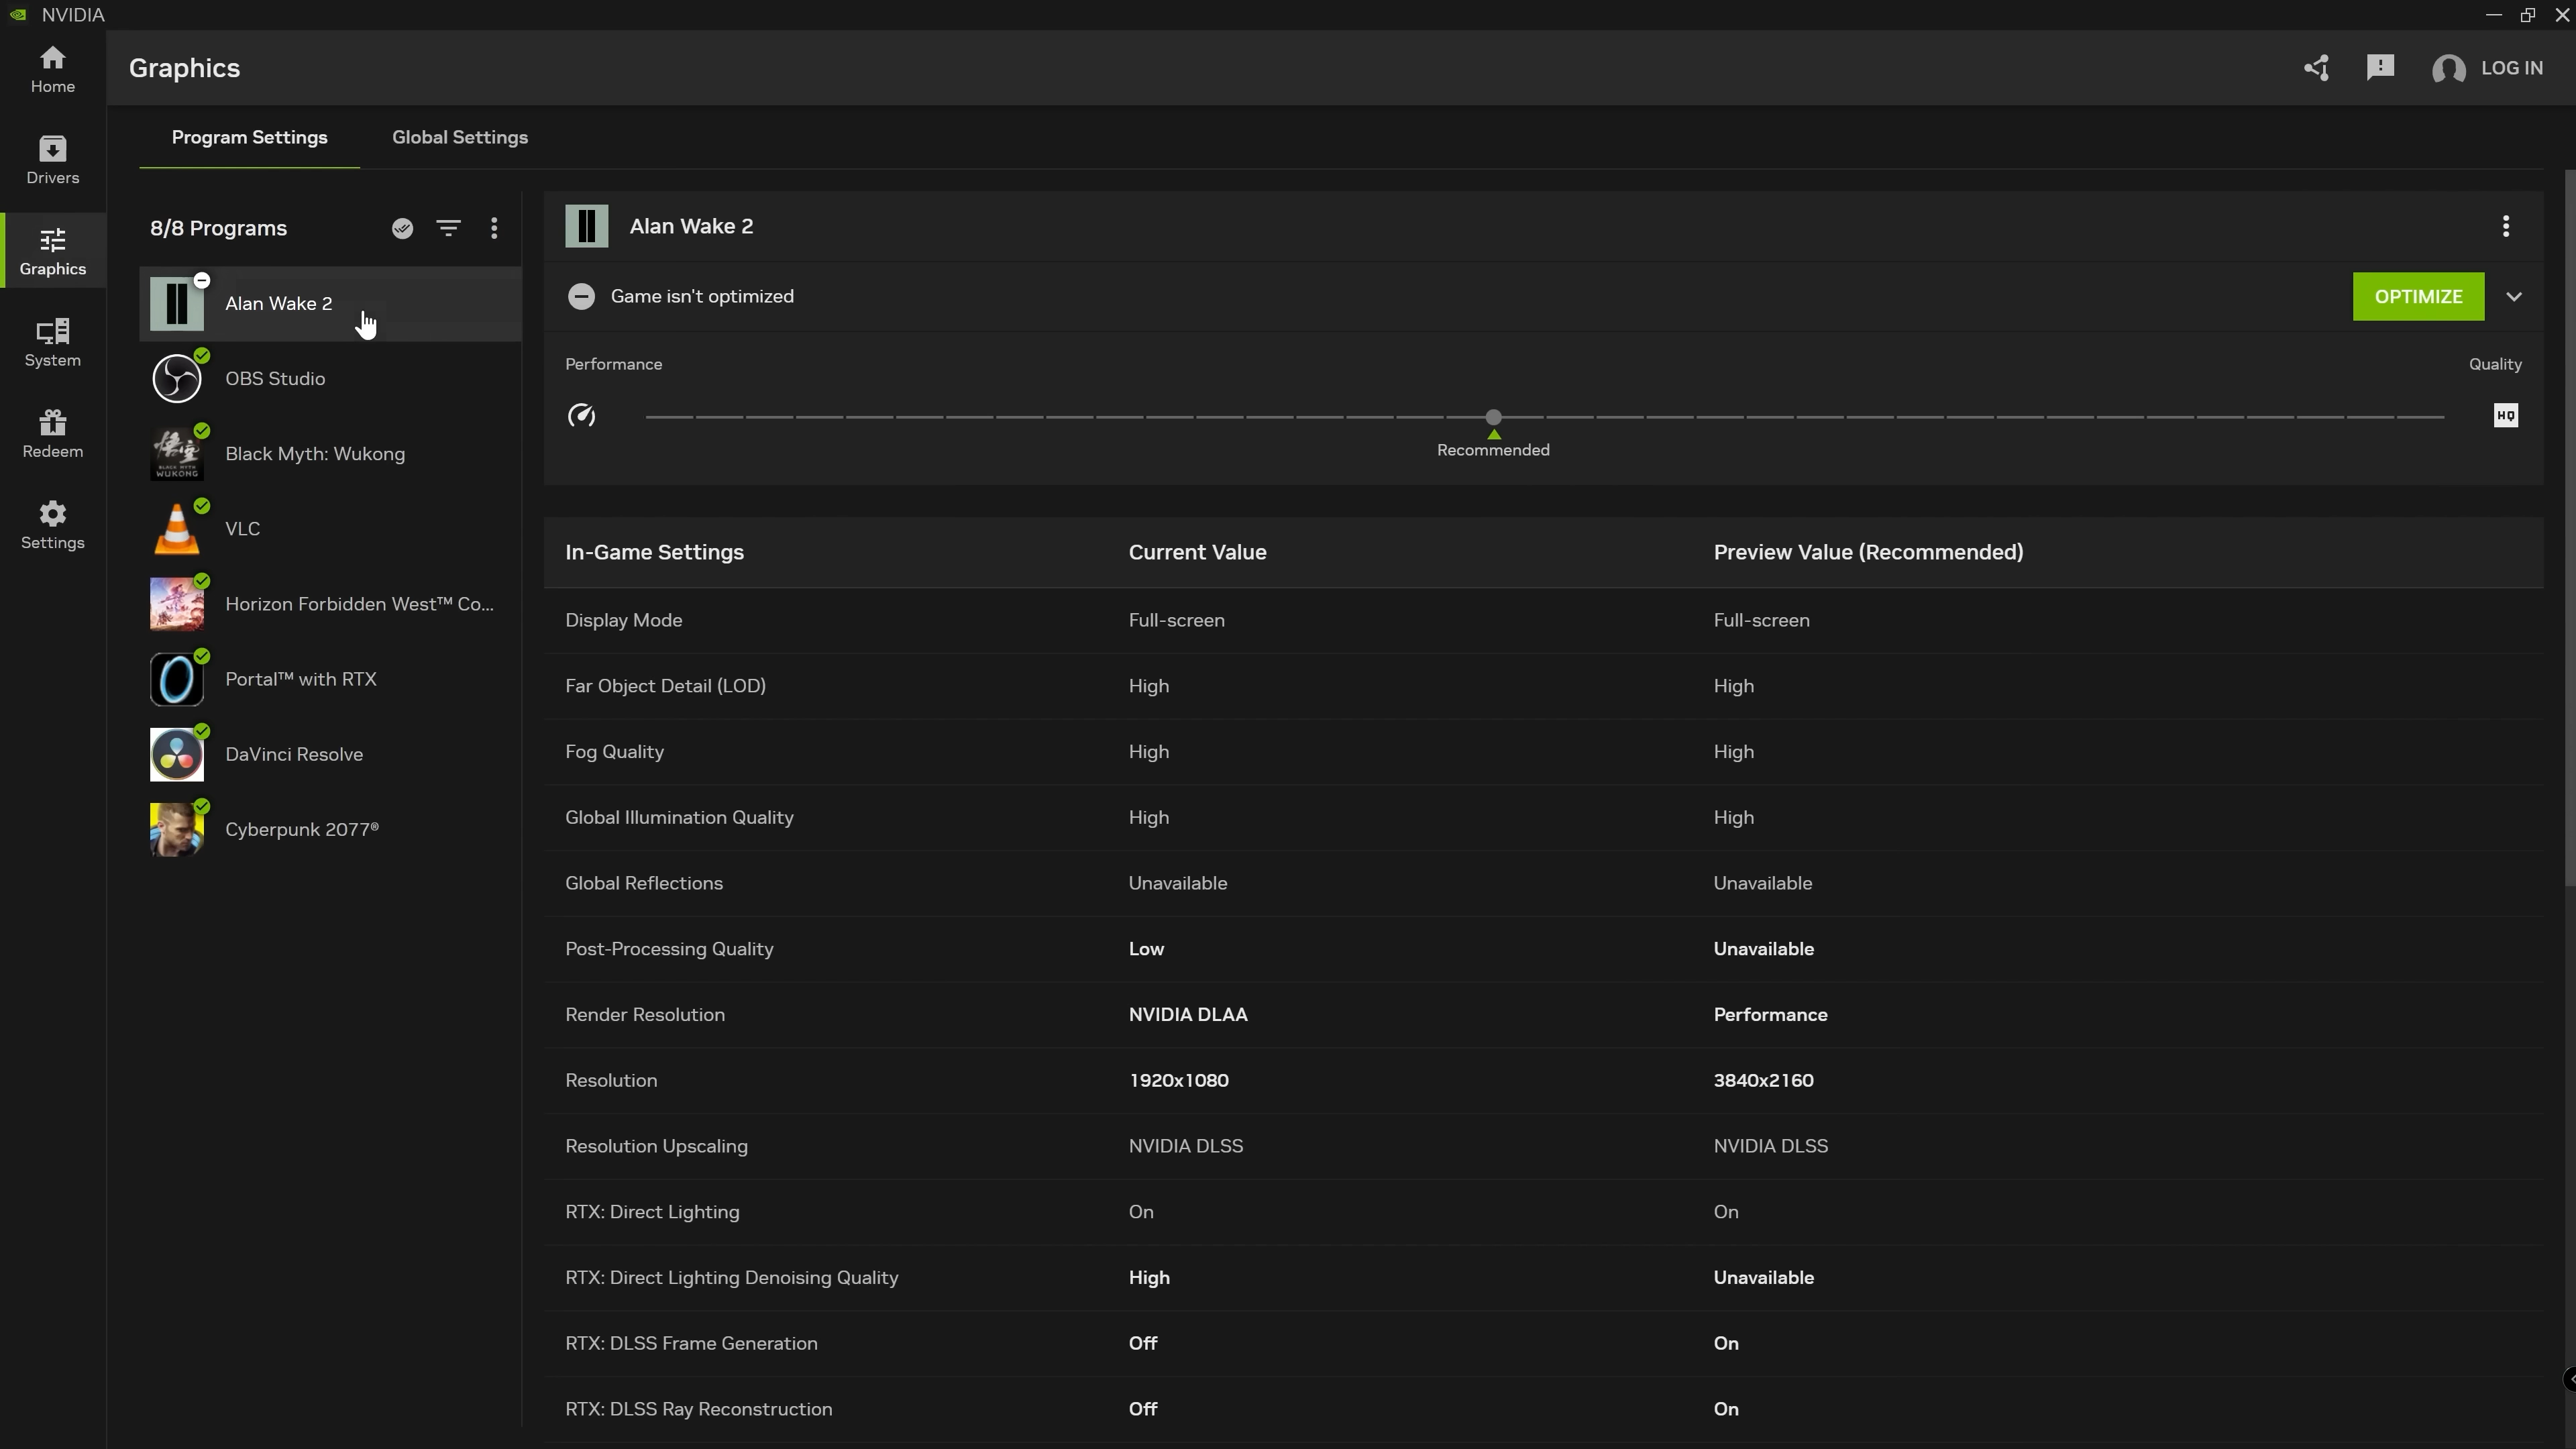 NVIDIA
Home
Drivers
Graphics
System
Redeem
Settings
Graphics
LOG IN
Program Settings
Global Settings
8/8 Programs
Alan Wake 2
OBS Studio
BLACK MYTH
WUKONG
Black Myth: Wukong
VLC
Horizon Forbidden West™ Co...
Portal™ with RTX
DaVinci Resolve
Cyberpunk 2077®
Alan Wake 2
Game isn't optimized
OPTIMIZE
Performance
Quality
HQ
Recommended
In-Game Settings Current Value Preview Value (Recommended)
Display Mode Full-screen Full-screen
Far Object Detail (LOD) High High
Fog Quality High High
Global Illumination Quality High High
Global Reflections Unavailable Unavailable
Post-Processing Quality Low Unavailable
Render Resolution NVIDIA DLAA Performance
Resolution 1920x1080 3840x2160
Resolution Upscaling NVIDIA DLSS NVIDIA DLSS
RTX: Direct Lighting On On
RTX: Direct Lighting Denoising Quality High Unavailable
RTX: DLSS Frame Generation Off On
RTX: DLSS Ray Reconstruction Off On